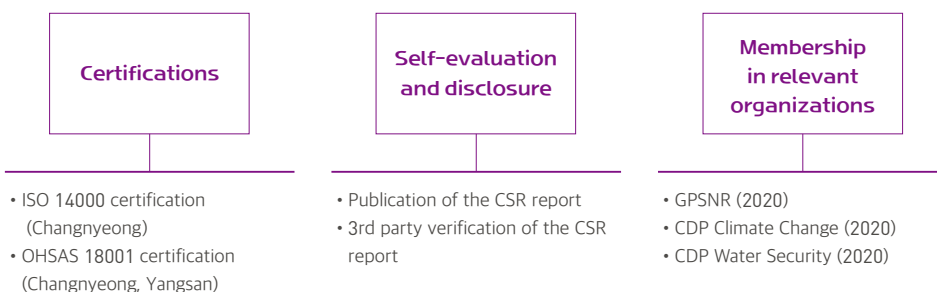 Certifications
• ISO 14000 certification
(Changnyeong)
• OHSAS 18001 certification
(Changnyeong, Yangsan)
Self-evaluation
and disclosure
• Publication of the CSR report
• 3rd party verification of the CSR
report
Membership
in relevant
organizations
• GPSNR (2020)
• CDP Climate Change (2020)
• CDP Water Security (2020)